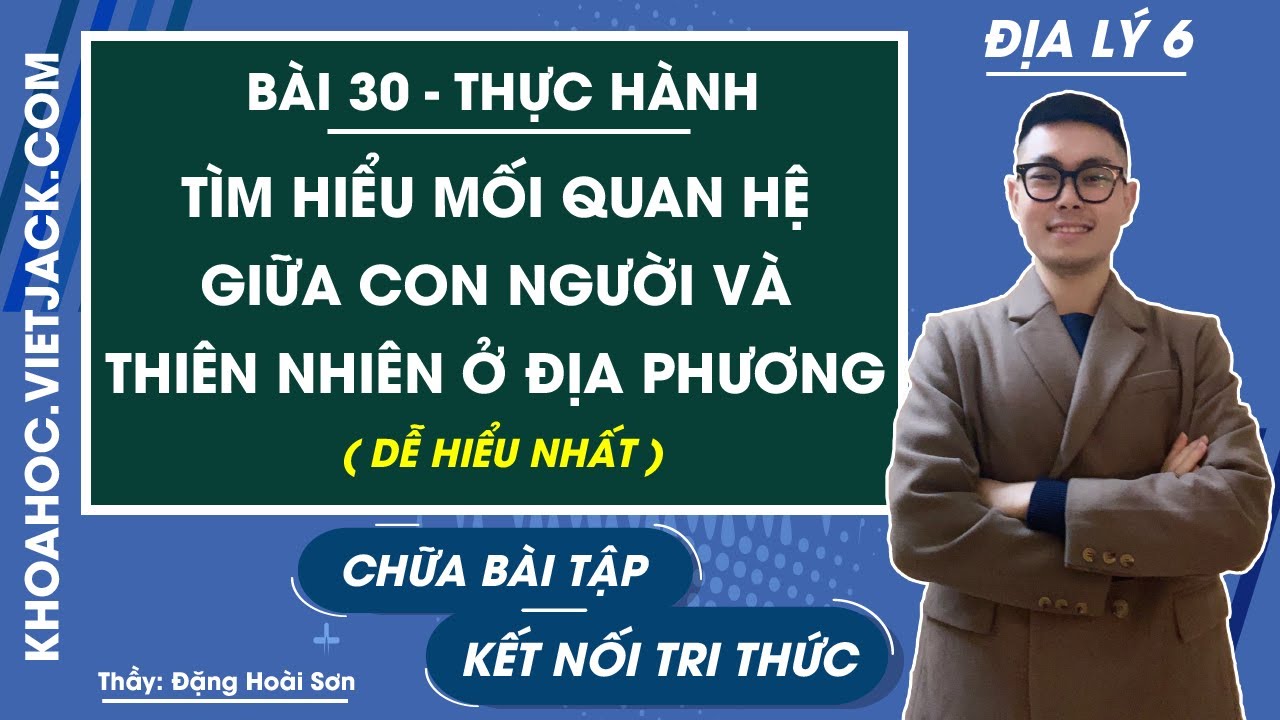 KHOAHOC.VIETJACK.COM
ĐỊA LÝ 6
BÀI 30 - THỰC HÀNH
TÌM HIỂU MỐI QUAN HỆ
GIỮA CON NGƯỜI VÀ
THIÊN NHIÊN Ở ĐỊA PHƯƠNG
( DỄ HIỂU NHẤT )
CHỮA BÀI TẬP
KẾT NỐI TRI THỨC
Thầy: Đặng Hoài Sơn